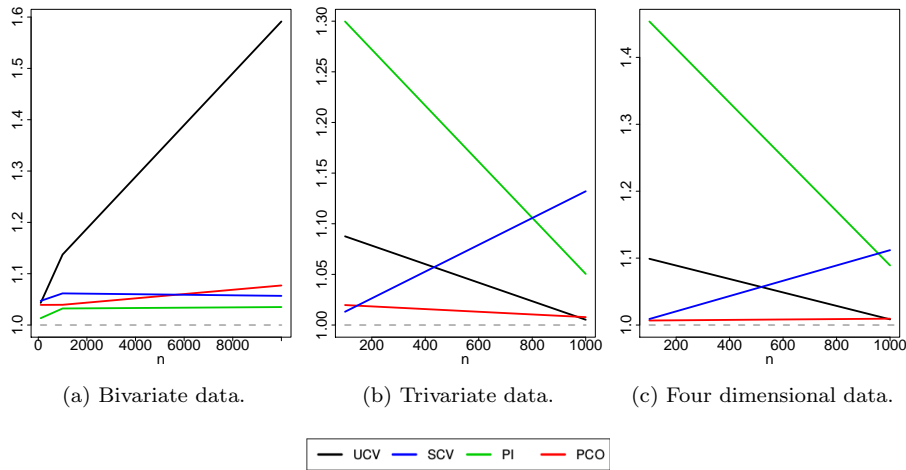 1.0 1.1 1.2 1.3 1.4 1.5 1.6
0 2000 4000 6000 8000
n
(a) Bivariate data.
1.00 1.05 1.10 1.15 1.20 1.25 1.30
200 400 600 800 1000
n
(b) Trivariate data.
1.0 1.1 1.2 1.3 1.4
200 400 600 800 1000
n
(c) Four dimensional data.
UCV SCV PI PCO